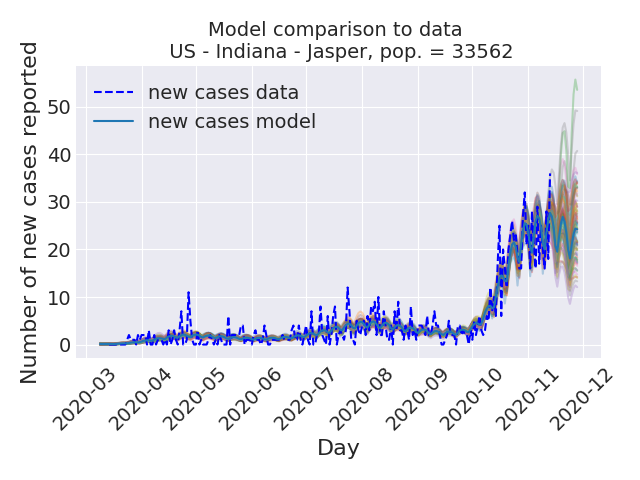 Model comparison to data
US - Indiana - Jasper, pop. = 33562
new cases data
new cases model
Number of new cases reported
50
40
30
20
10
0
2020-03
2020-04
2020-05
2020-06
2020-07
2020-08
2020-09
2020-10
2020-11
2020-12
Day